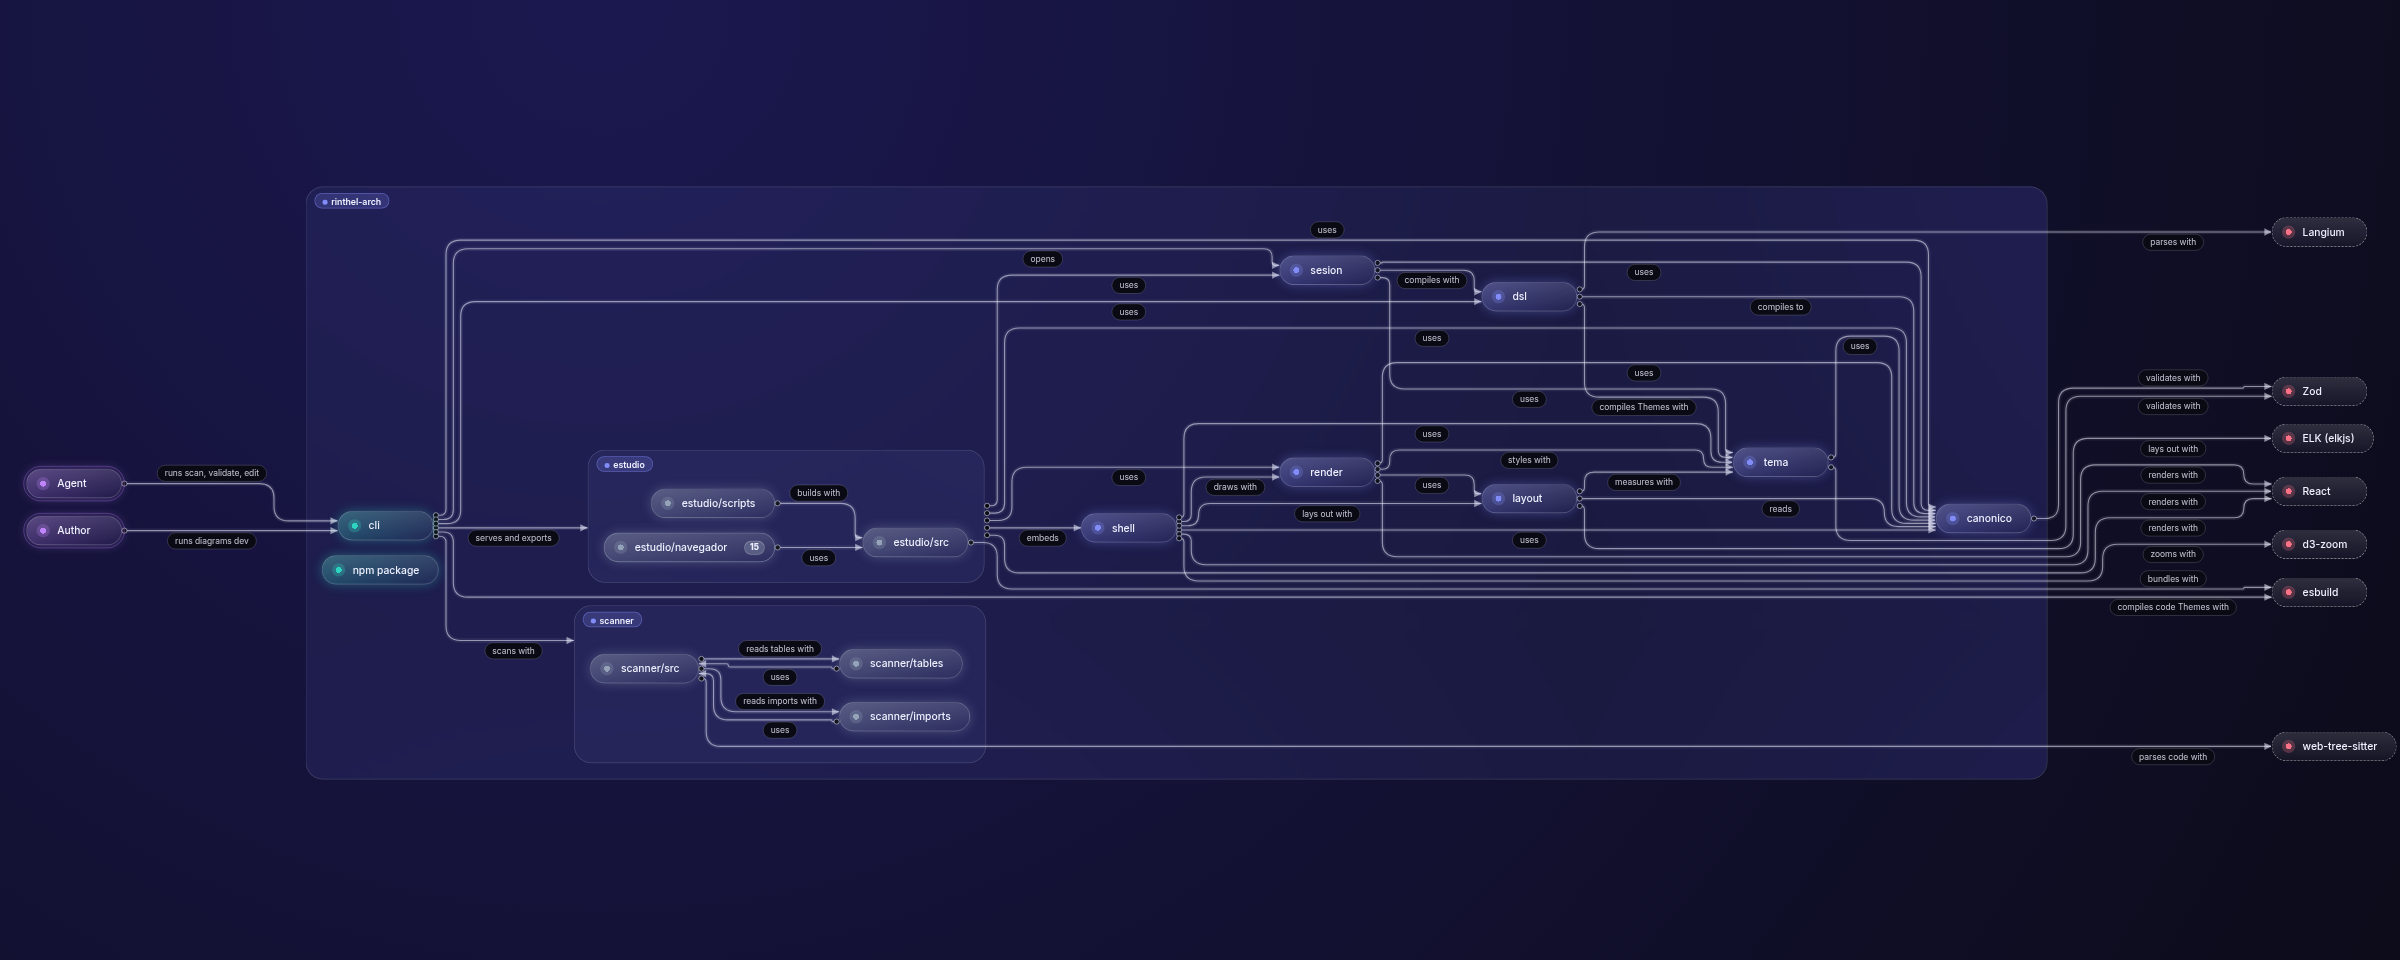 rinthel-arch
uses
opens
uses
uses
sesion
compiles with
dsl
uses
compiles to
Langium
parses with
uses
uses
uses
uses
compiles Themes with
uses
validates with
Zod
validates with
ELK (elkjs)
lays out with
Agent
runs scan, validate, edit
Author
runs diagrams dev
cli
npm package
serves and exports
estudio
estudio/scripts
builds with
estudio/navegador
15
uses
estudio/src
embeds
uses
shell
draws with
lays out with
render
styles with
uses
layout
measures with
uses
tema
reads
canonico
renders with
React
renders with
renders with
d3-zoom
zooms with
bundles with
esbuild
compiles code Themes with
scans with
scanner
scanner/src
reads tables with
uses
scanner/tables
reads imports with
uses
scanner/imports
web-tree-sitter
parses code with